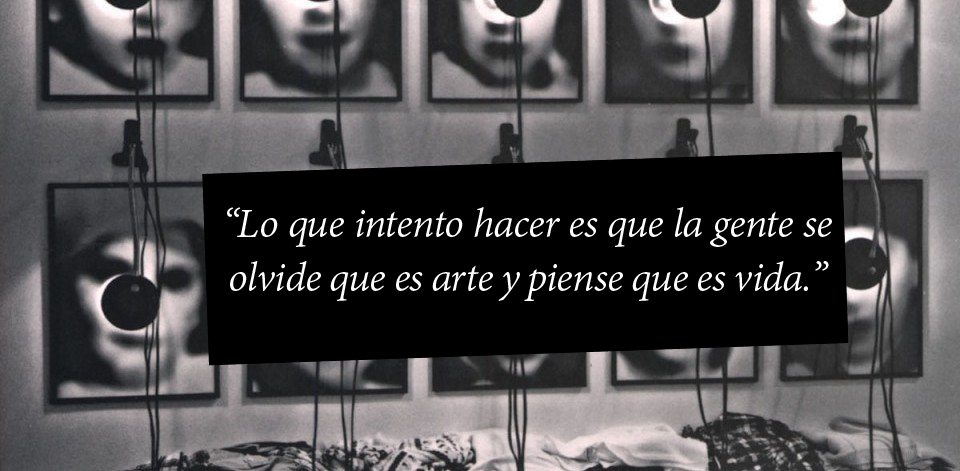 “Lo que intento hacer es que la gente se
olvide que es arte y piense que es vida.”